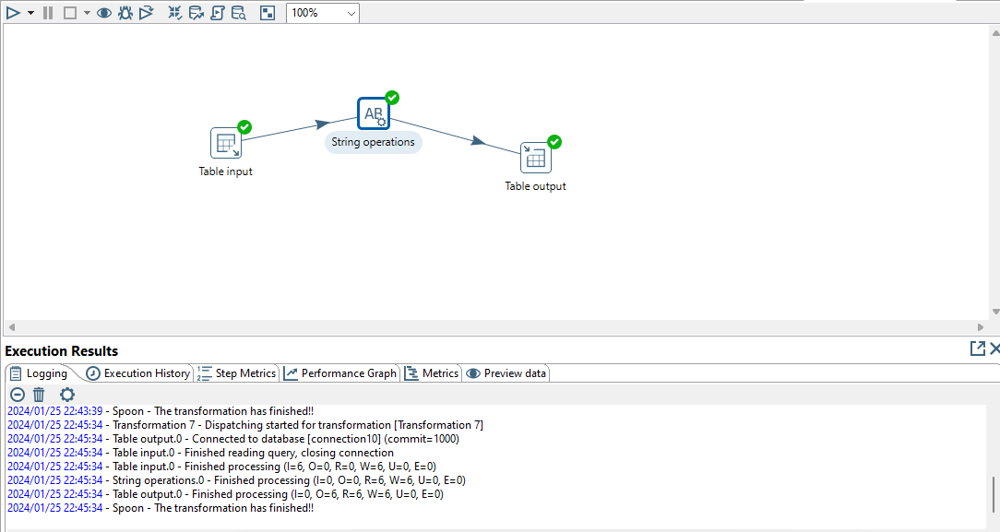 100%
AB
String operations
Table input
Table output
Execution Results
Logging Execution History Step Metrics Performance Graph Metrics Preview data
2024/01/25 22:43:39 - Spoon - The transformation has finished!!
2024/01/25 22:45:34 - Transformation 7 - Dispatching started for transformation [Transformation 7]
2024/01/25 22:45:34 - Table output.0 - Connected to database [connection10] (commit=1000)
2024/01/25 22:45:34 - Table input.0 - Finished reading query, closing connection
2024/01/25 22:45:34 - Table input.0 - Finished processing (I=6, O=0, R=0, W=6, U=0, E=0)
2024/01/25 22:45:34 - String operations.0 - Finished processing (I=0, O=0, R=6, W=6, U=0, E=0)
2024/01/25 22:45:34 - Table output.0 - Finished processing (I=0, O=6, R=6, W=6, U=0, E=0)
2024/01/25 22:45:34 - Spoon - The transformation has finished!!